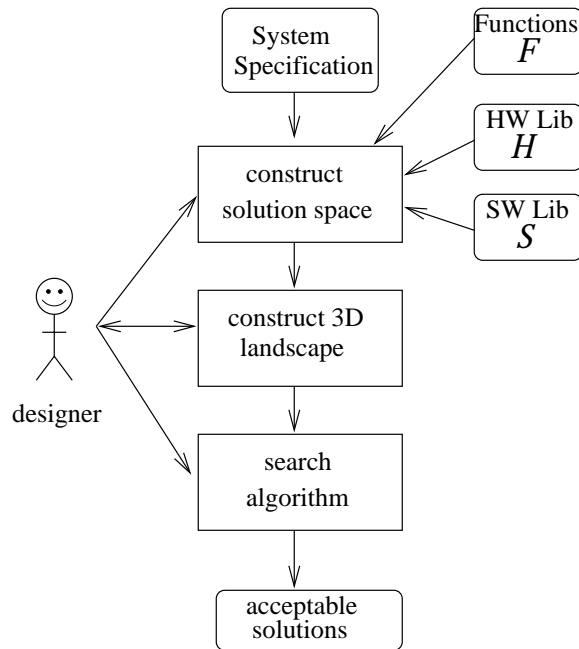 System
Specification
Functions
F
HW Lib
H
SW Lib
S
construct
solution space
construct 3D
landscape
designer
search
algorithm
acceptable
solutions